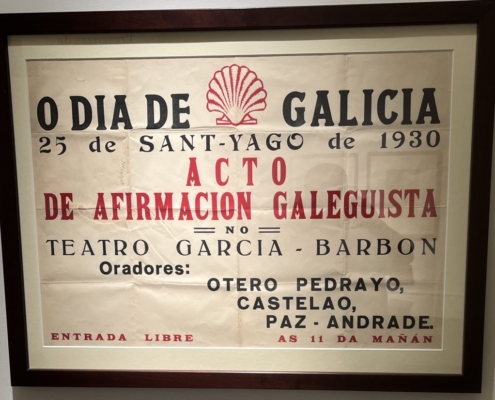 O DIA DE GALICIA
25 de SANT-YAGO de 1930
ACTO
DE AFIRMACION GALEGUISTA
NO
TEATRO GARCIA - BARBON
Oradores:
OTERO PEDRAYO,
CASTELAO,
PAZ - ANDRADE.
ENTRADA LIBRE AS 11 DA MAÑÁN